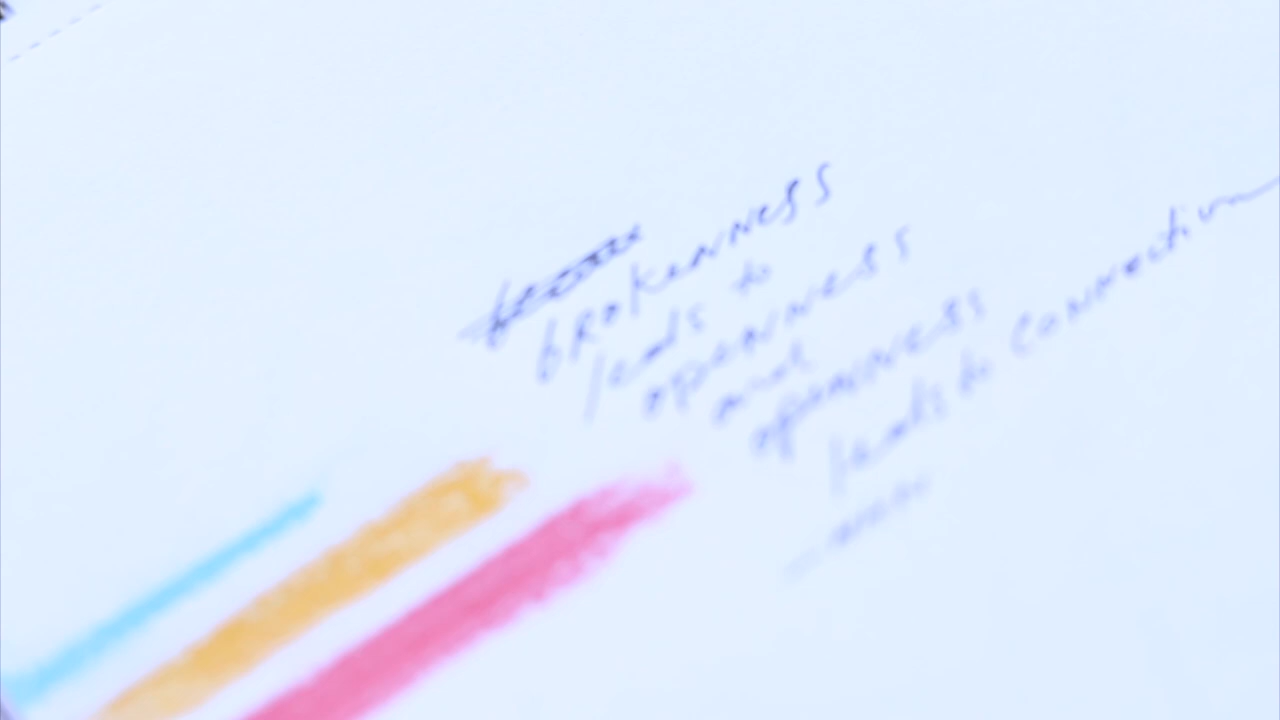 brokenness
leads to
openness
and
openness
leads to connection